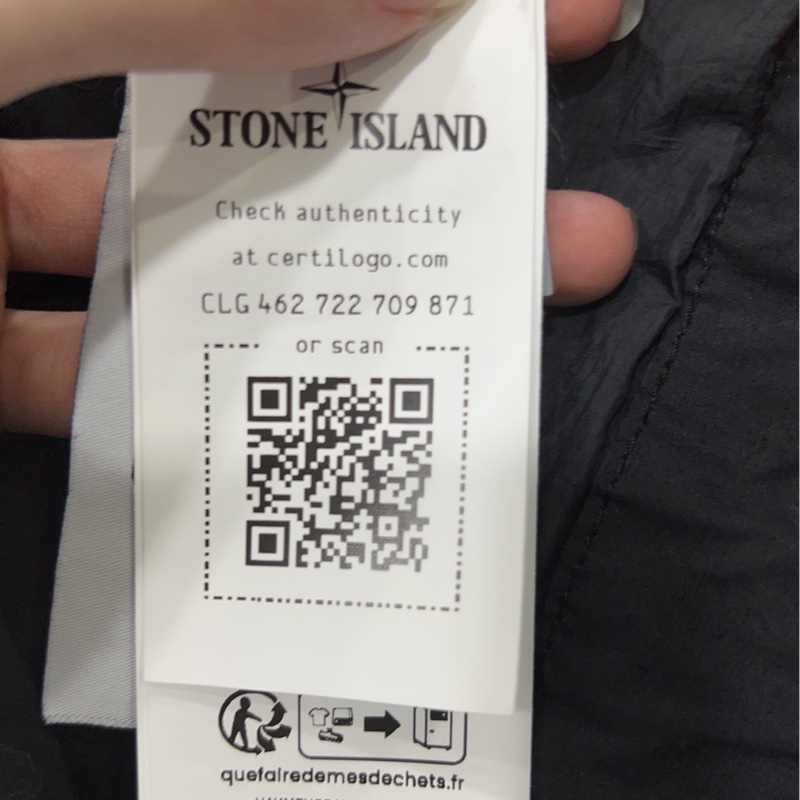 STONE ISLAND
Check authenticity
at certilogo.com
CLG 462 722 709 871
or scan
quefairedemesdechets.fr